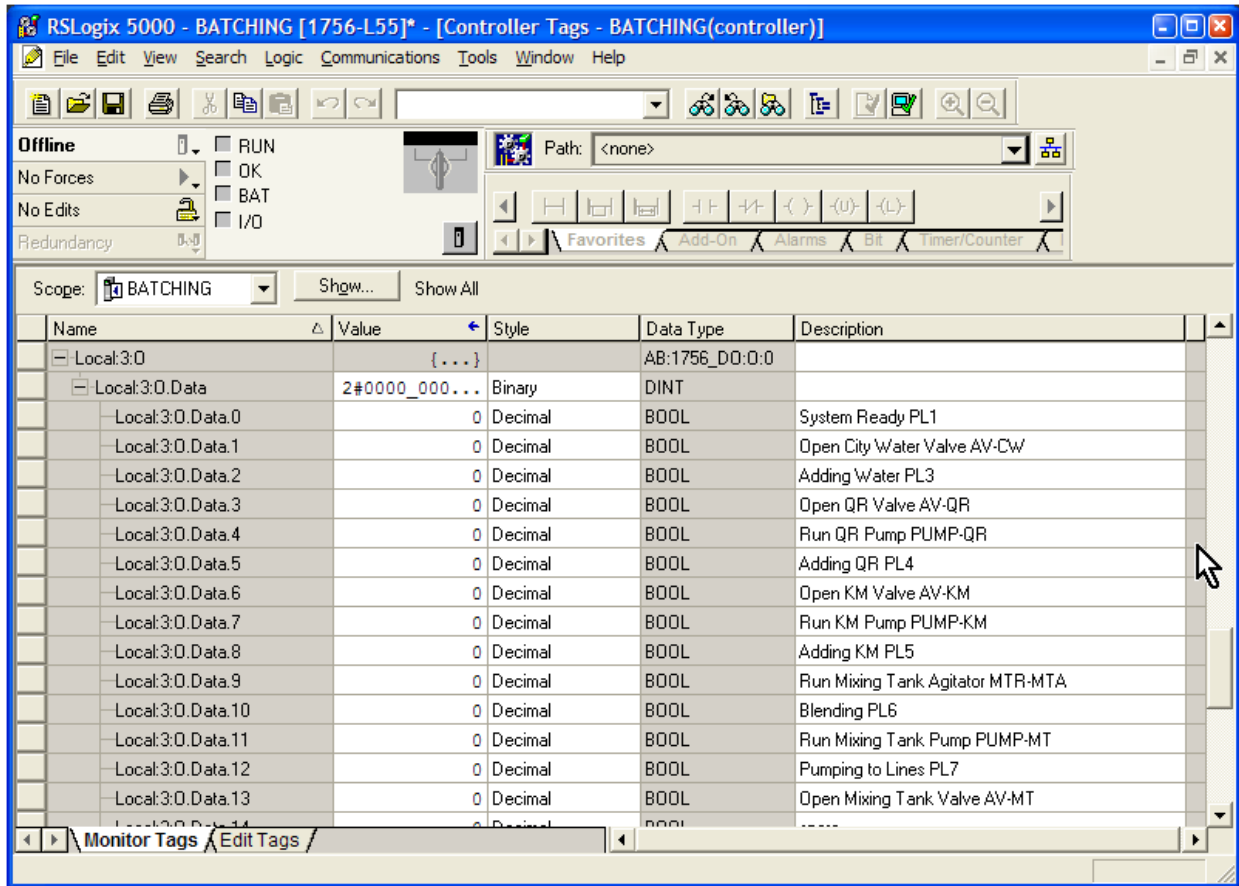 RSLogix 5000 - BATCHING [1756-L55]* - [Controller Tags - BATCHING(controller)]
File Edit View Search Logic Communications Tools Window Help
Offline RUN Path: <none>
No Forces OK
No Edits BAT
Redundancy I/O
Favorites Add-On Alarms Bit Timer/Counter
Scope: BATCHING Show... Show All
Name Value Style Data Type Description
Local:3:O {...} AB:1756_DO:O:0
Local:3:O.Data 2#0000_000... Binary DINT
Local:3:O.Data.0 0 Decimal BOOL System Ready PL1
Local:3:O.Data.1 0 Decimal BOOL Open City Water Valve AV-CW
Local:3:O.Data.2 0 Decimal BOOL Adding Water PL3
Local:3:O.Data.3 0 Decimal BOOL Open QR Valve AV-QR
Local:3:O.Data.4 0 Decimal BOOL Run QR Pump PUMP-QR
Local:3:O.Data.5 0 Decimal BOOL Adding QR PL4
Local:3:O.Data.6 0 Decimal BOOL Open KM Valve AV-KM
Local:3:O.Data.7 0 Decimal BOOL Run KM Pump PUMP-KM
Local:3:O.Data.8 0 Decimal BOOL Adding KM PL5
Local:3:O.Data.9 0 Decimal BOOL Run Mixing Tank Agitator MTR-MTA
Local:3:O.Data.10 0 Decimal BOOL Blending PL6
Local:3:O.Data.11 0 Decimal BOOL Run Mixing Tank Pump PUMP-MT
Local:3:O.Data.12 0 Decimal BOOL Pumping to Lines PL7
Local:3:O.Data.13 0 Decimal BOOL Open Mixing Tank Valve AV-MT
Monitor Tags Edit Tags